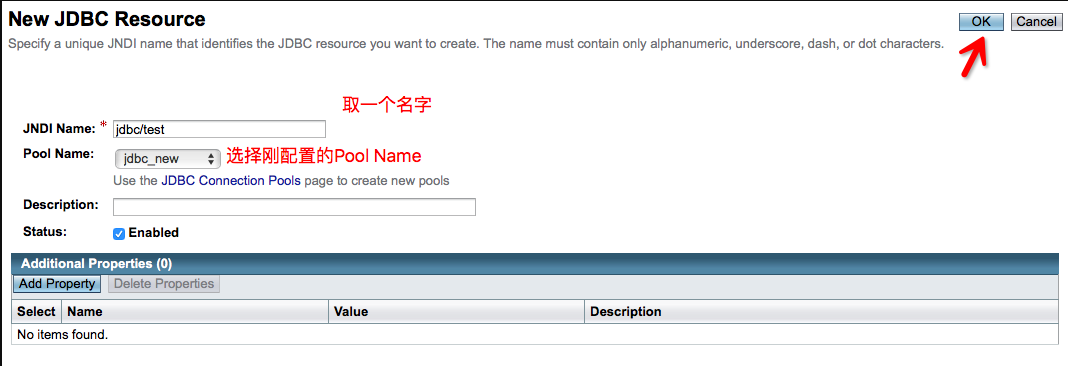 New JDBC Resource
OK Cancel
Specify a unique JNDI name that identifies the JDBC resource you want to create. The name must contain only alphanumeric, underscore, dash, or dot characters.
取一个名字
JNDI Name: * jdbc/test
Pool Name: jdbc_new 选择刚配置的Pool Name
Use the JDBC Connection Pools page to create new pools
Description:
Status: Enabled
Additional Properties (0)
Add Property Delete Properties
Select Name Value Description
No items found.